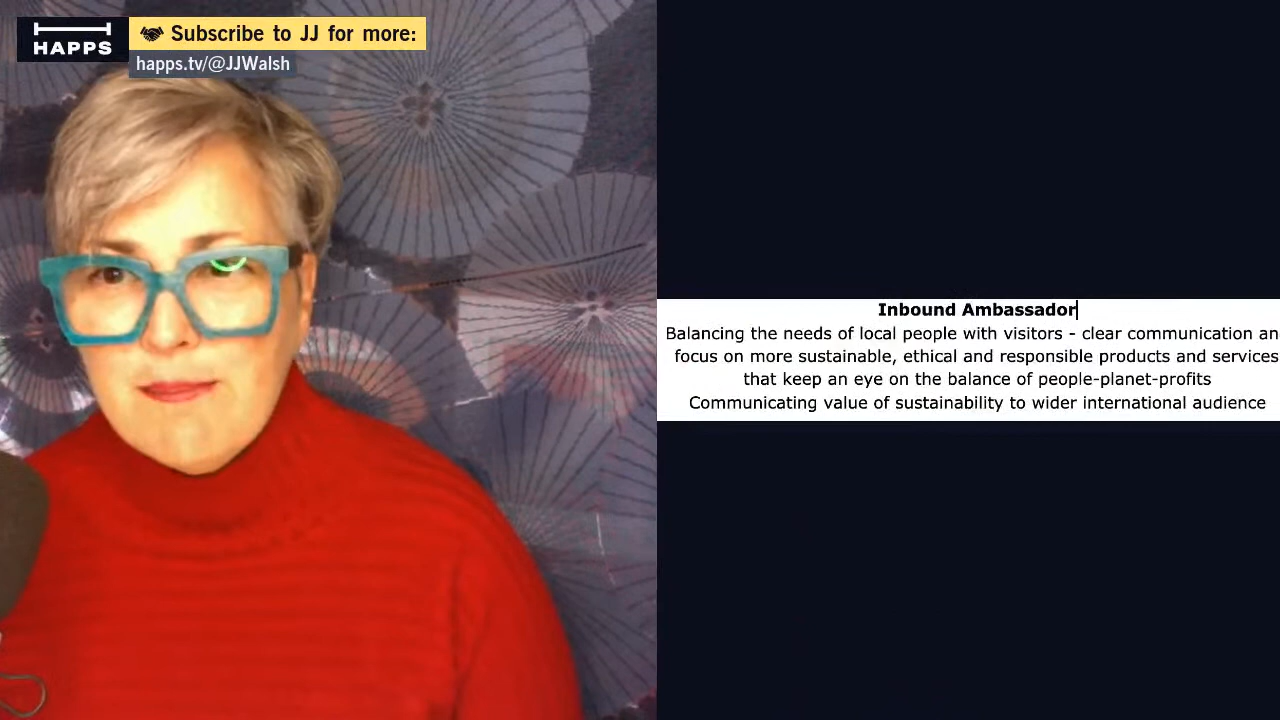 HAPPS
Subscribe to JJ for more:
happs.tv/@JJWalsh
Inbound Ambassador
Balancing the needs of local people with visitors - clear communication an
focus on more sustainable, ethical and responsible products and services
that keep an eye on the balance of people-planet-profits
Communicating value of sustainability to wider international audience